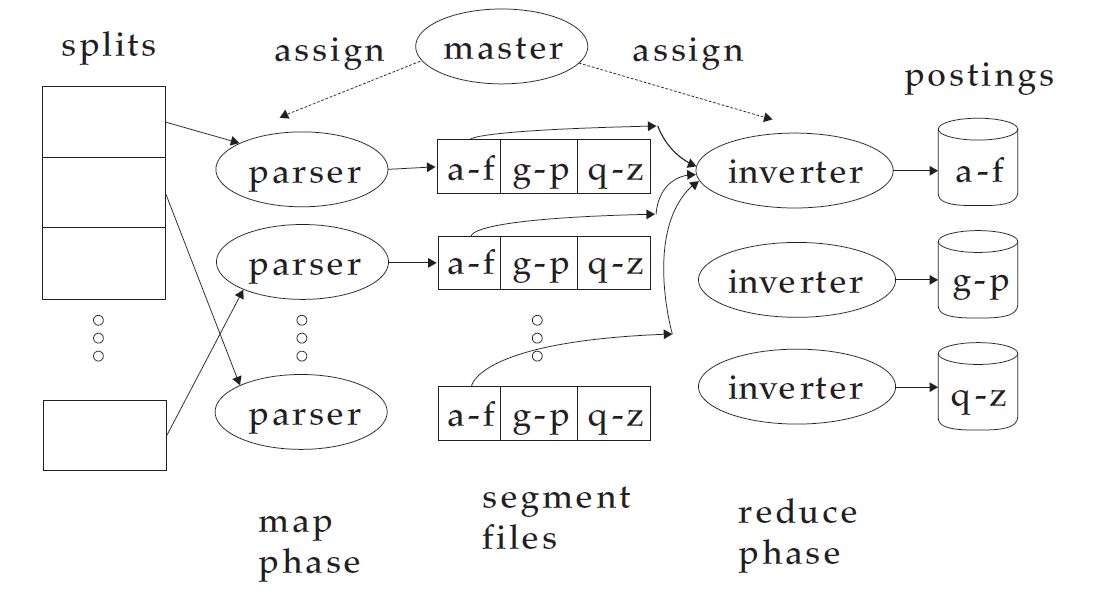 splits
assign
master
assign
postings
parser
a-f g-p q-z
inverter
a-f
parser
a-f g-p q-z
inverter
g-p
parser
a-f g-p q-z
inverter
q-z
map
phase
segment
files
reduce
phase